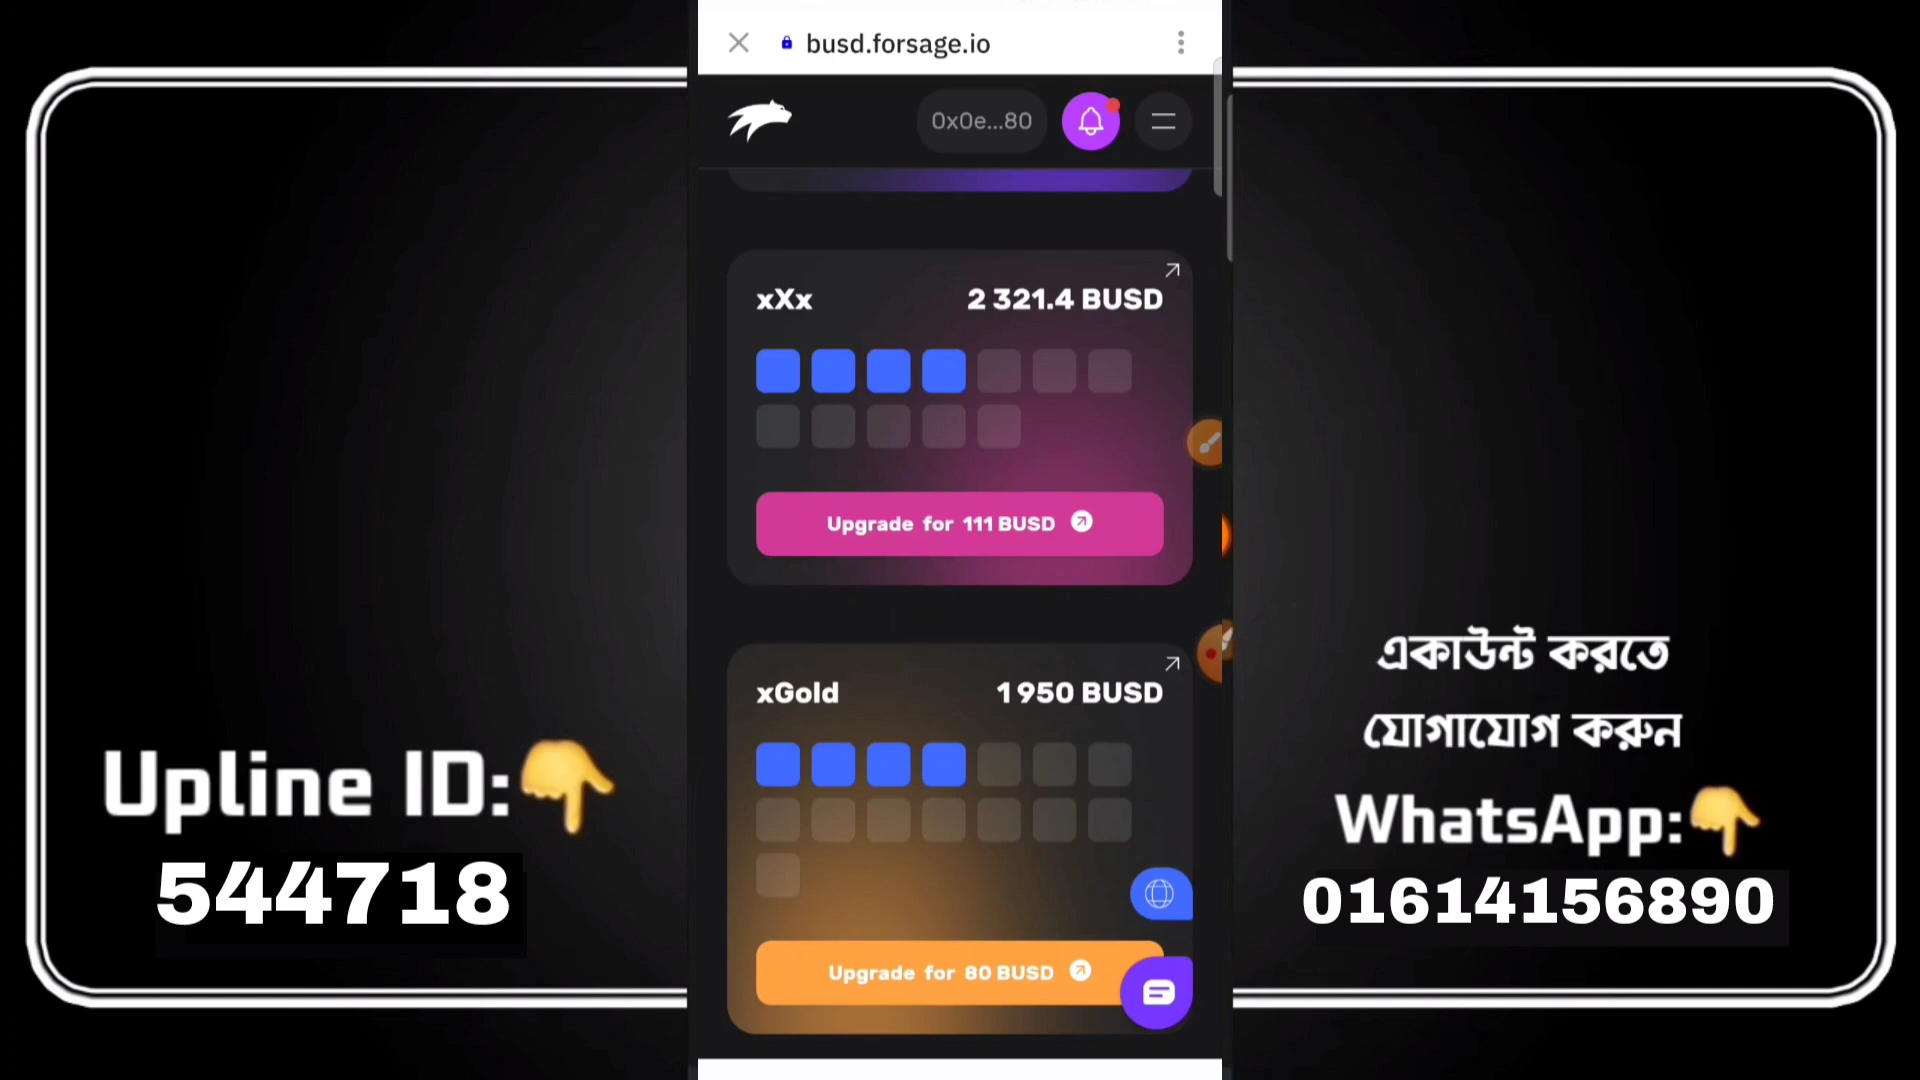 busd.forsage.io
0x0e...80
xXx
2 321.4 BUSD
Upgrade for 111 BUSD
xGold
1 950 BUSD
Upgrade for 80 BUSD
Upline ID:👇
544718
একাউন্ট করতে
যোগাযোগ করুন
WhatsApp:👇
01614156890